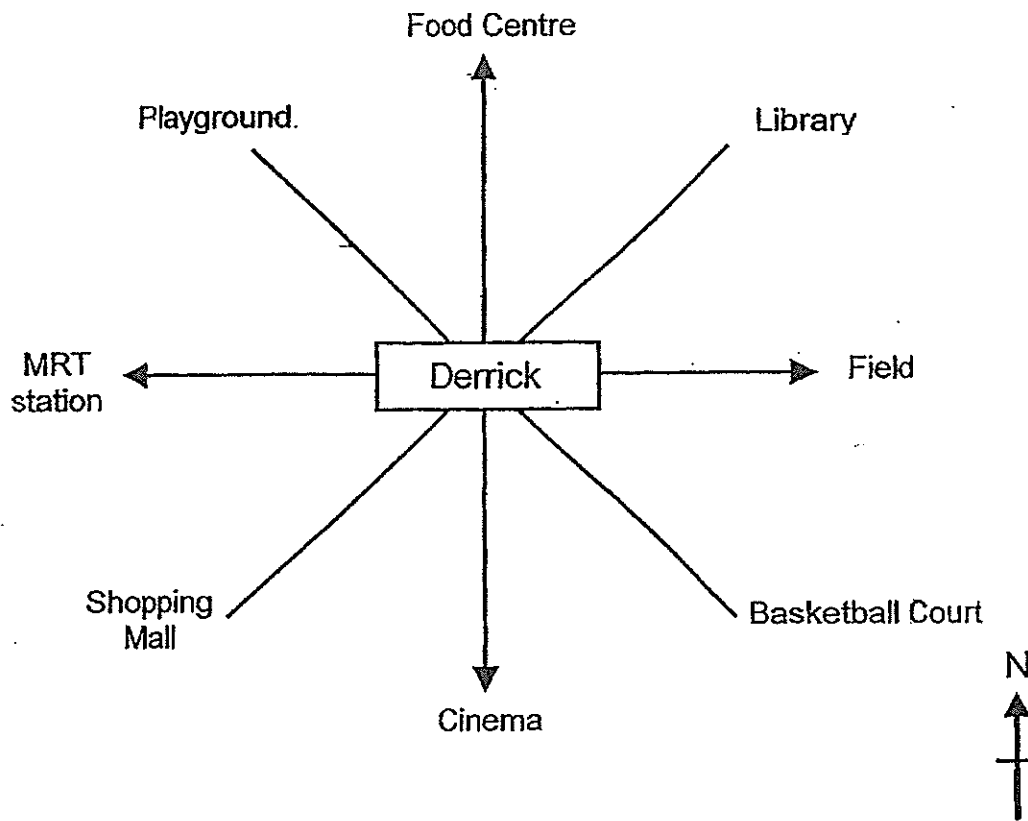 Food Centre
Playground.
Library
MRT
station
Derrick
Field
Shopping
Mall
Basketball Court
Cinema
N